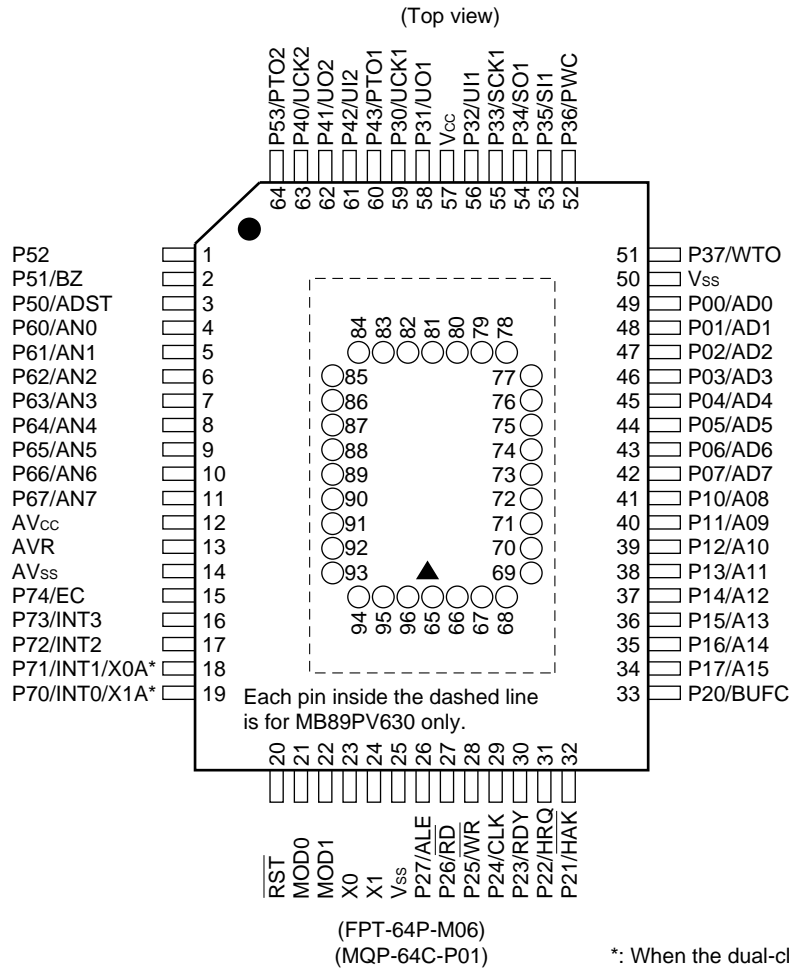 (Top view)
P53/PTO2
P40/UCK2
P41/UO2
P42/UI2
P43/PTO1
P30/UCK1
P31/UO1
Vcc
P32/UI1
P33/SCK1
P34/SO1
P35/SI1
P36/PWC
64 63 62 61 60 59 58 57 56 55 54 53 52
P52 1
P51/BZ 2
P50/ADST 3
P60/AN0 4
P61/AN1 5
P62/AN2 6
P63/AN3 7
P64/AN4 8
P65/AN5 9
P66/AN6 10
P67/AN7 11
AVcc 12
AVR 13
AVss 14
P74/EC 15
P73/INT3 16
P72/INT2 17
P71/INT1/X0A* 18
P70/INT0/X1A* 19
84 83 82 81 80 79 78
85 77
86 76
87 75
88 74
89 73
90 72
91 71
92 70
93 69
94 95 96 65 66 67 68
51 P37/WTO
50 Vss
49 P00/AD0
48 P01/AD1
47 P02/AD2
46 P03/AD3
45 P04/AD4
44 P05/AD5
43 P06/AD6
42 P07/AD7
41 P10/A08
40 P11/A09
39 P12/A10
38 P13/A11
37 P14/A12
36 P15/A13
35 P16/A14
34 P17/A15
33 P20/BUFC
Each pin inside the dashed line
is for MB89PV630 only.
20 21 22 23 24 25 26 27 28 29 30 31 32
RST
MOD0
MOD1
X0
X1
Vss
P27/ALE
P26/RD
P25/WR
P24/CLK
P23/RDY
P22/HRQ
P21/HAK
(FPT-64P-M06)
(MQP-64C-P01)
*: When the dual-cl